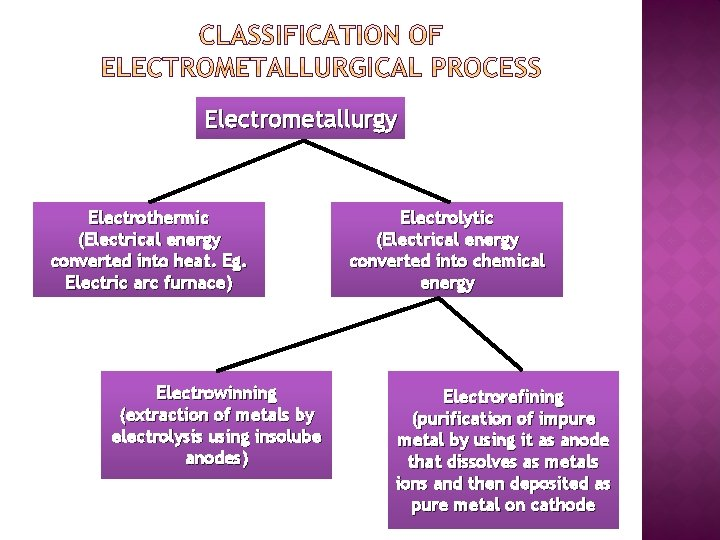 CLASSIFICATION OF
ELECTROMETALLURGICAL PROCESS
Electrometallurgy
Electrothermic
(Electrical energy
converted into heat. Eg.
Electric arc furnace)
Electrolytic
(Electrical energy
converted into chemical
energy
Electrowinning
(extraction of metals by
electrolysis using insolube
anodes)
Electrorefining
(purification of impure
metal by using it as anode
that dissolves as metals
ions and then deposited as
pure metal on cathode